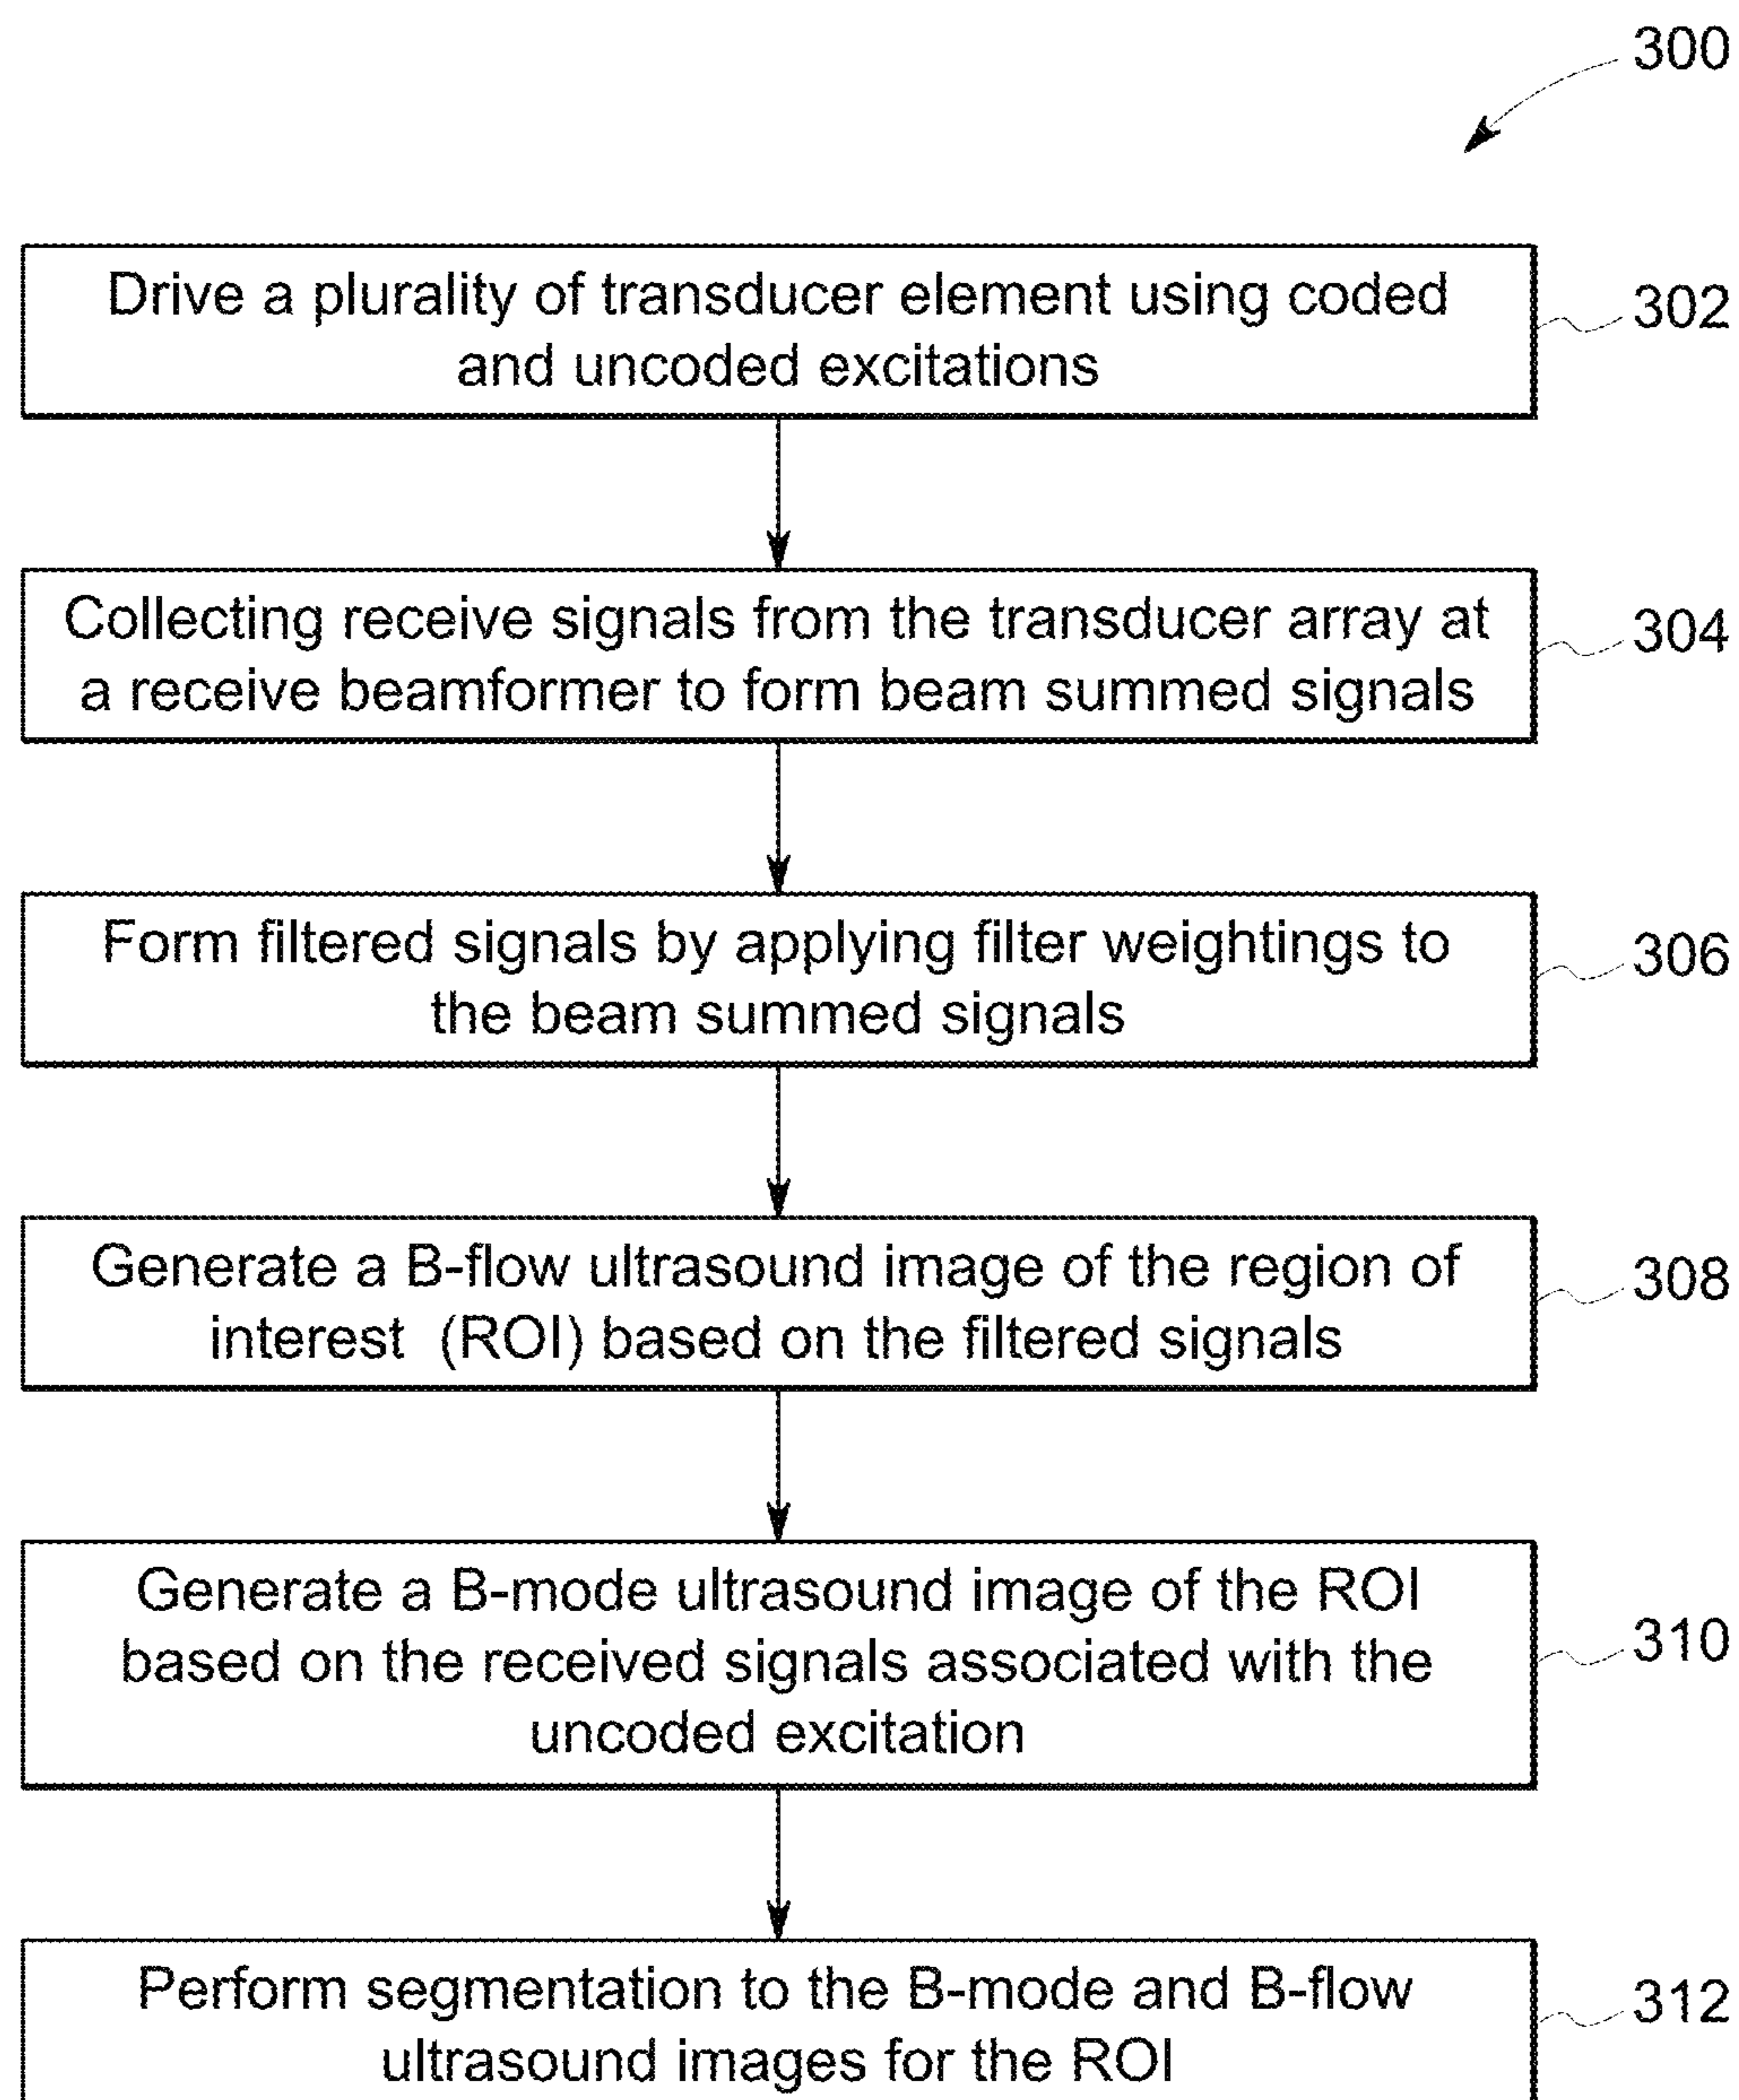 300
Drive a plurality of transducer element using coded
and uncoded excitations
302
Collecting receive signals from the transducer array at
a receive beamformer to form beam summed signals
304
Form filtered signals by applying filter weightings to
the beam summed signals
306
Generate a B-flow ultrasound image of the region of
interest (ROI) based on the filtered signals
308
Generate a B-mode ultrasound image of the ROI
based on the received signals associated with the
uncoded excitation
310
Perform segmentation to the B-mode and B-flow
ultrasound images for the ROI
312